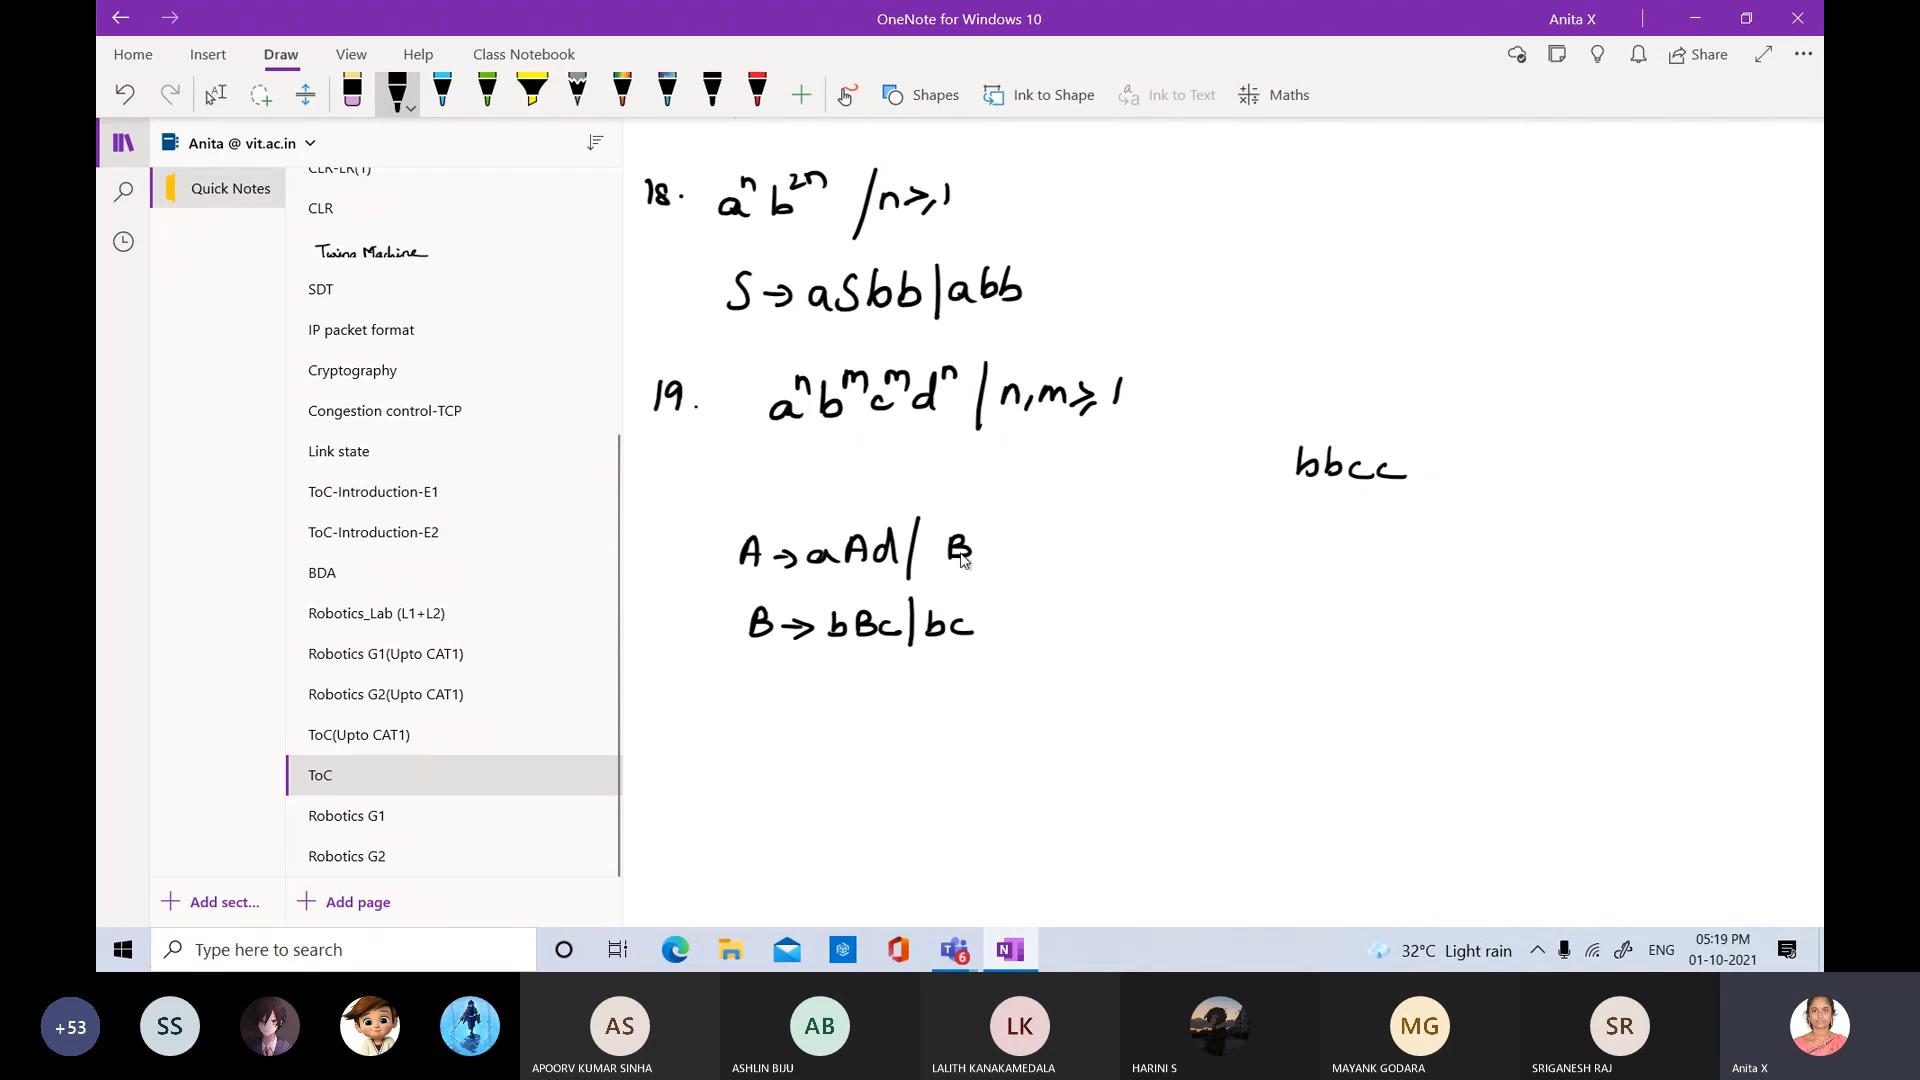 OneNote for Windows 10
Anita X
Home Insert Draw View Help Class Notebook
Share
Shapes Ink to Shape Ink to Text Maths
Anita @ vit.ac.in
Quick Notes
CLR-LR(1)
CLR
SDT
IP packet format
Cryptography
Congestion control-TCP
Link state
ToC-Introduction-E1
ToC-Introduction-E2
BDA
Robotics_Lab (L1+L2)
Robotics G1(Upto CAT1)
Robotics G2(Upto CAT1)
ToC(Upto CAT1)
ToC
Robotics G1
Robotics G2
Add sect...
Add page
18. aⁿ b²ⁿ / n≥1
S → aSbb|abb
19. aⁿbᵐcᵐdⁿ | n,m≥1
bbcc
A → aAd / B
B → bBc|bc
Type here to search
6
32°C Light rain
ENG
05:19 PM
01-10-2021
+53
SS
AS
AB
LK
MG
SR
APOORV KUMAR SINHA
ASHLIN BIJU
LALITH KANAKAMEDALA
HARINI S
MAYANK GODARA
SRIGANESH RAJ
Anita X